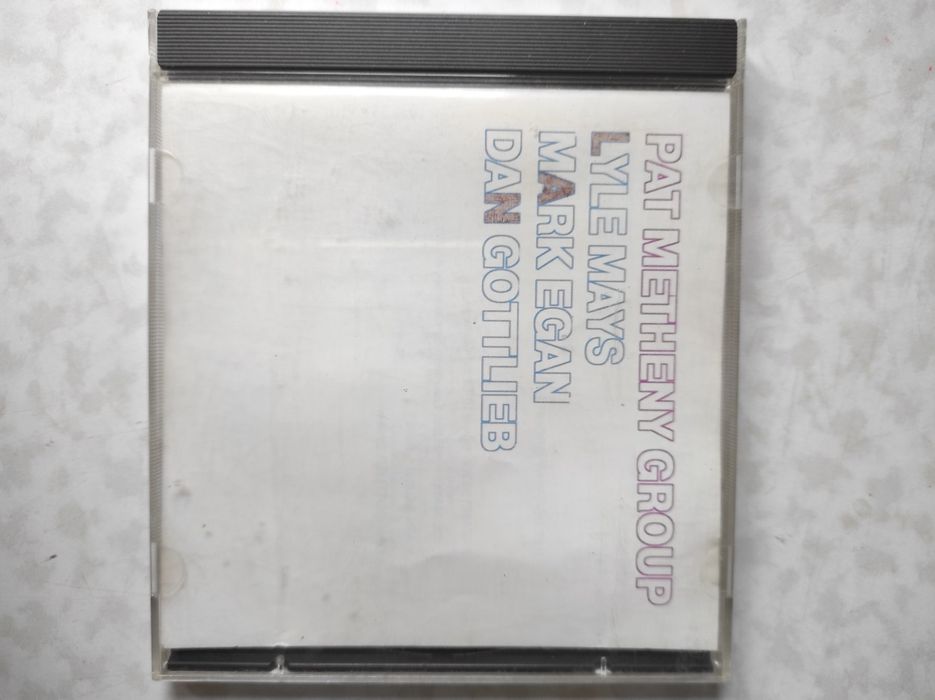 PAT METHENY GROUP
LYLE MAYS
MARK EGAN
DAN GOTTLIEB